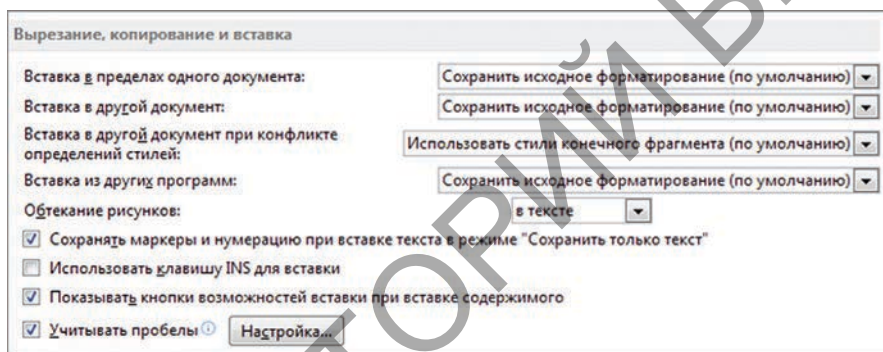 Вырезание, копирование и вставка
Вставка в пределах одного документа: Сохранить исходное форматирование (по умолчанию)
Вставка в другой документ: Сохранить исходное форматирование (по умолчанию)
Вставка в другой документ при конфликте
определений стилей: Использовать стили конечного фрагмента (по умолчанию)
Вставка из других программ: Сохранить исходное форматирование (по умолчанию)
Обтекание рисунков: в тексте
Сохранять маркеры и нумерацию при вставке текста в режиме "Сохранить только текст"
Использовать клавишу INS для вставки
Показывать кнопки возможностей вставки при вставке содержимого
Учитывать пробелы Настройка...
ТОРИЙ Б